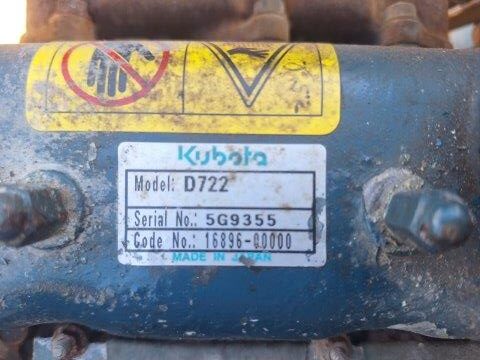 Kubota
Model: D722
Serial No.: 5G9355
Code No.: 16896-00000
MADE IN JAPAN